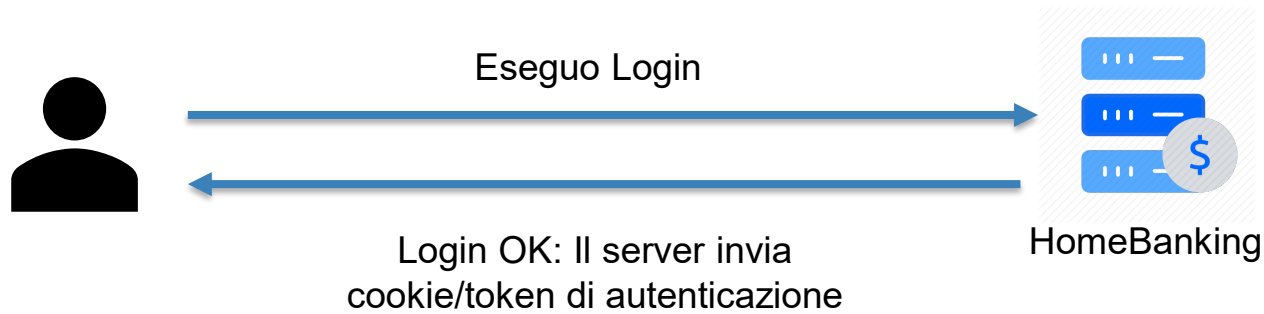 Eseguo Login
$
Login OK: Il server invia
cookie/token di autenticazione
HomeBanking